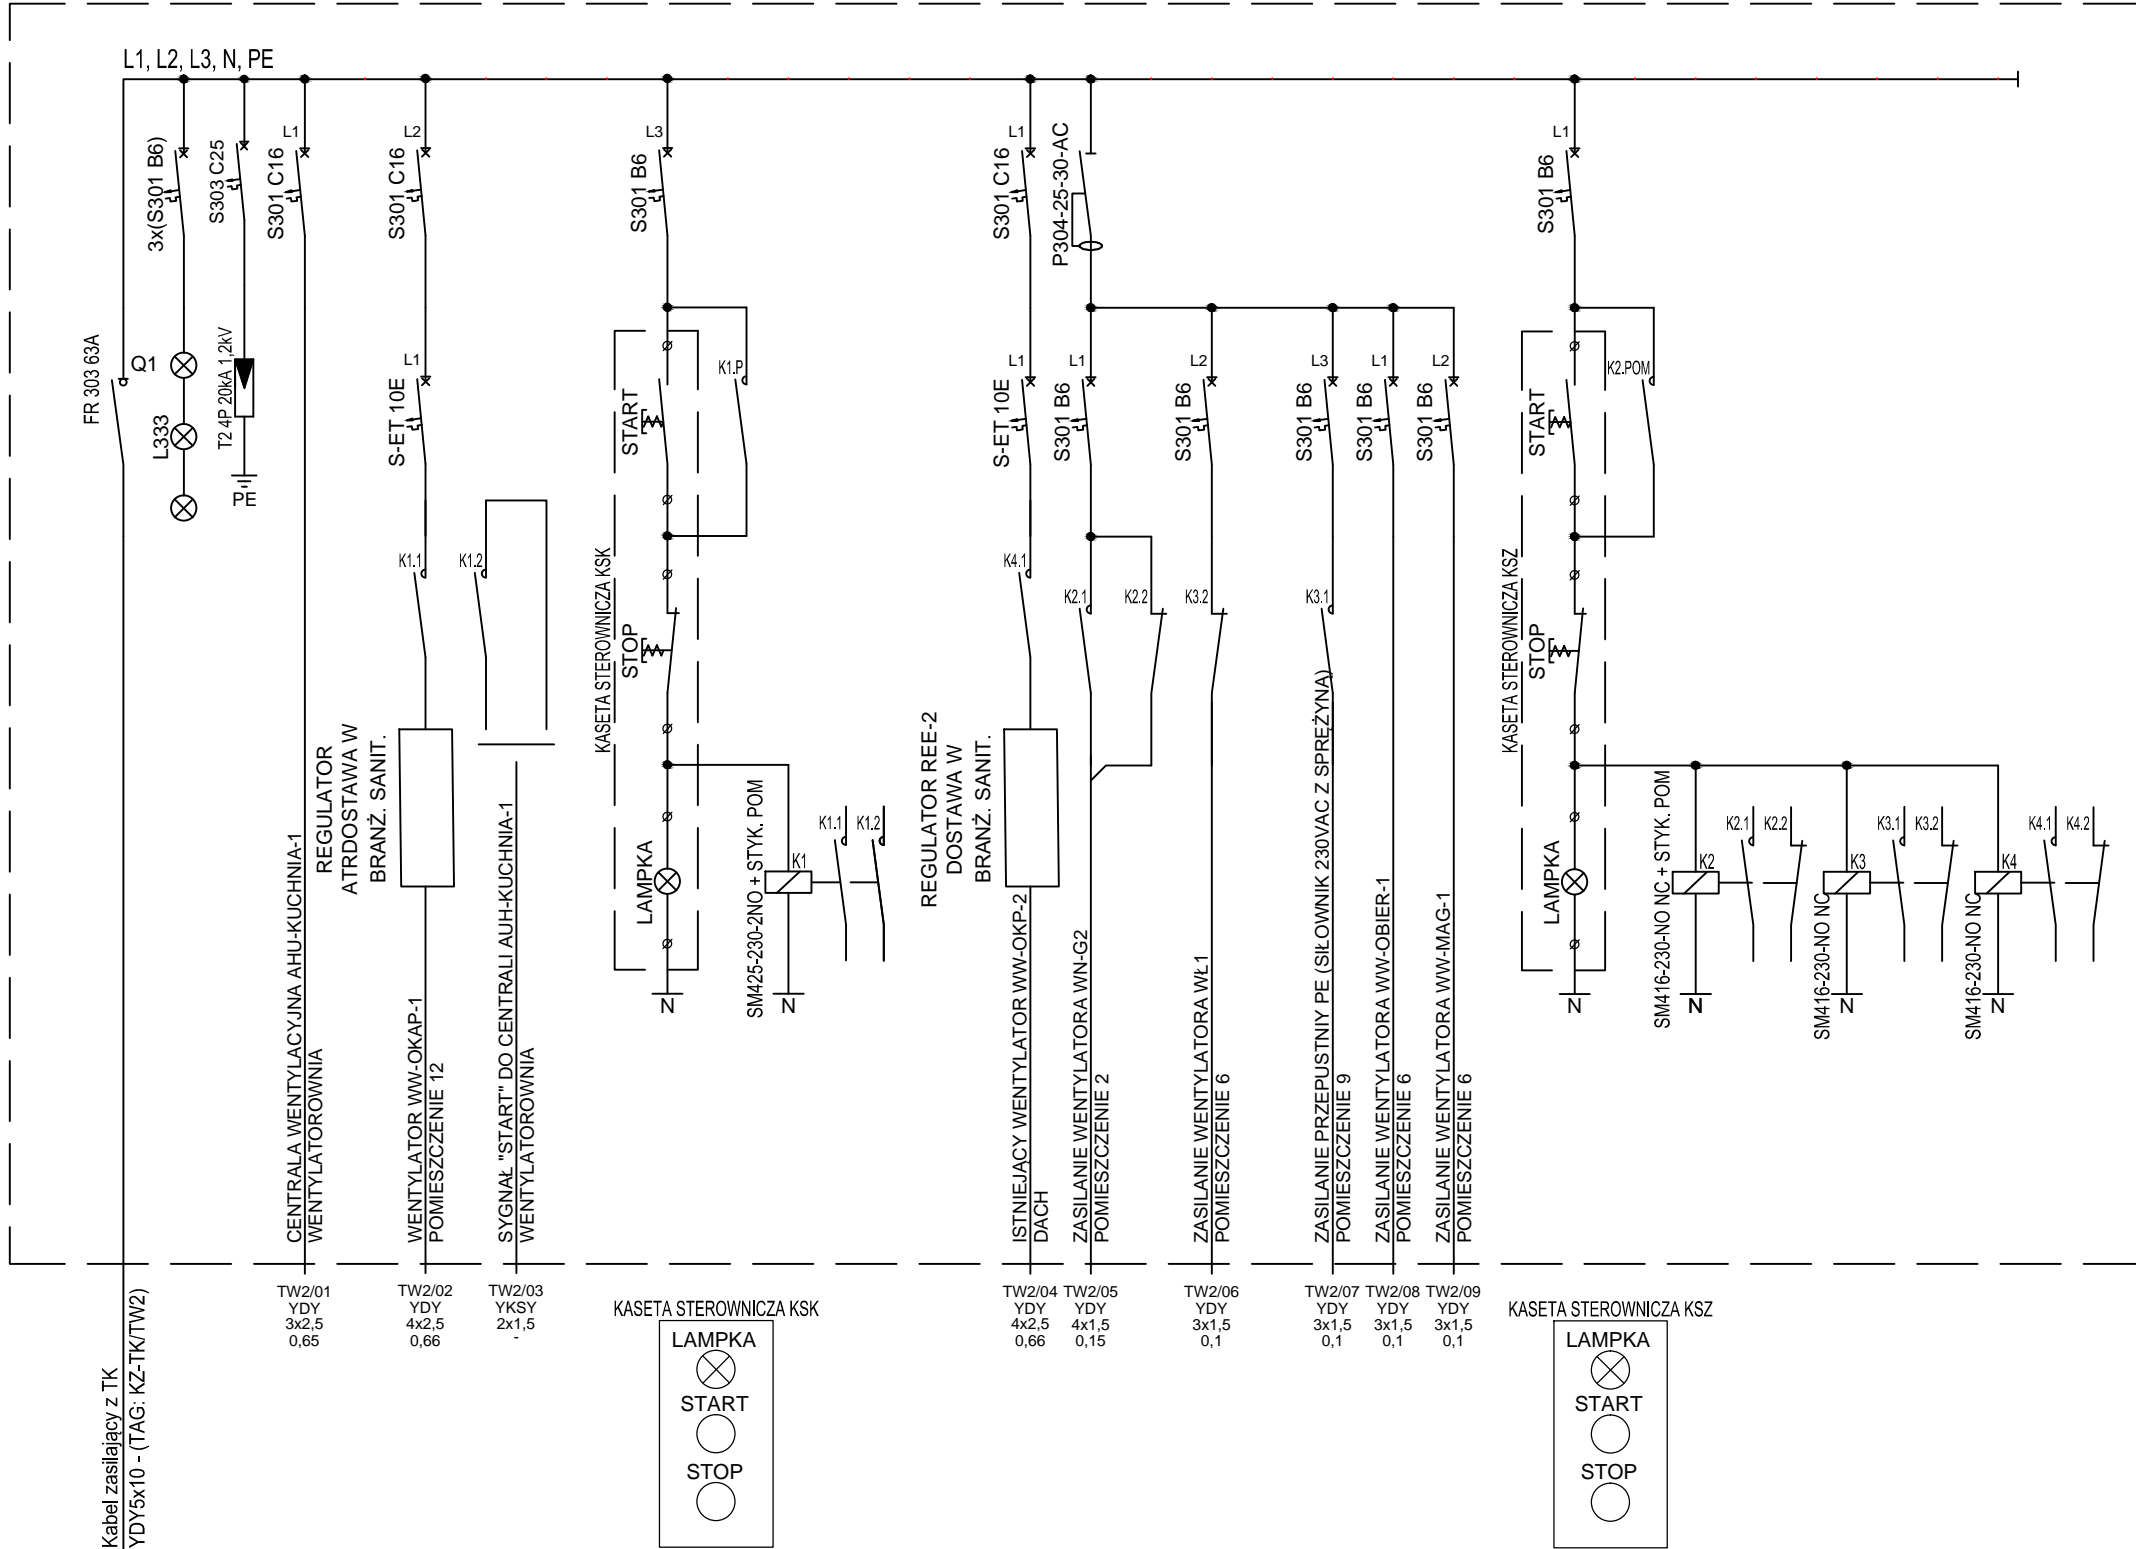 L1, L2, L3, N, PE
FR 303 63A
Q1
3x(S301 B6)
L333
S303 C25
T2 4P 20kA 1,2kV
PE
L1
S301 C16
CENTRALA WENTYLACYJNA AHU-KUCHNIA-1
WENTYLATOROWNIA
L2
S301 C16
L1
S-ET 10E
K1.1
REGULATOR
ATRDOSTAWA W
BRANŻ. SANIT.
WENTYLATOR WW-OKAP-1
POMIESZCZENIE 12
K1.2
SYGNAŁ "START" DO CENTRALI AUH-KUCHNIA-1
WENTYLATOROWNIA
L3
S301 B6
KASETA STEROWNICZA KSK
START
K1.P
STOP
LAMPKA
N
SM425-230-2NO + STYK. POM
K1
N
K1.1
K1.2
L1
S301 C16
L1
S-ET 10E
K4.1
REGULATOR REE-2
DOSTAWA W
BRANŻ. SANIT.
ISTNIEJĄCY WENTYLATOR WW-OKP-2
DACH
P304-25-30-AC
L1
S301 B6
K2.1
K2.2
ZASILANIE WENTYLATORA WN-G2
POMIESZCZENIE 2
L2
S301 B6
K3.2
ZASILANIE WENTYLATORA WŁ1
POMIESZCZENIE 6
L3
S301 B6
K3.1
ZASILANIE PRZEPUSTNIY PE (SIŁOWNIK 230VAC Z SPRĘŻYNĄ)
POMIESZCZENIE 9
L1
S301 B6
ZASILANIE WENTYLATORA WW-OBIER-1
POMIESZCZENIE 6
L2
S301 B6
ZASILANIE WENTYLATORA WW-MAG-1
POMIESZCZENIE 6
L1
S301 B6
KASETA STEROWNICZA KSZ
START
K2.POM
STOP
LAMPKA
N
SM416-230-NO NC + STYK. POM
K2
N
K2.1
K2.2
SM416-230-NO NC
K3
N
K3.1
K3.2
SM416-230-NO NC
K4
N
K4.1
K4.2
Kabel zasilający z TK
YDY5x10 - (TAG: KZ-TK/TW2)
TW2/01
YDY
3x2,5
0,65
TW2/02
YDY
4x2,5
0,66
TW2/03
YKSY
2x1,5
-
KASETA STEROWNICZA KSK
LAMPKA
START
STOP
TW2/04
YDY
4x2,5
0,66
TW2/05
YDY
4x1,5
0,15
TW2/06
YDY
3x1,5
0,1
TW2/07
YDY
3x1,5
0,1
TW2/08
YDY
3x1,5
0,1
TW2/09
YDY
3x1,5
0,1
KASETA STEROWNICZA KSZ
LAMPKA
START
STOP